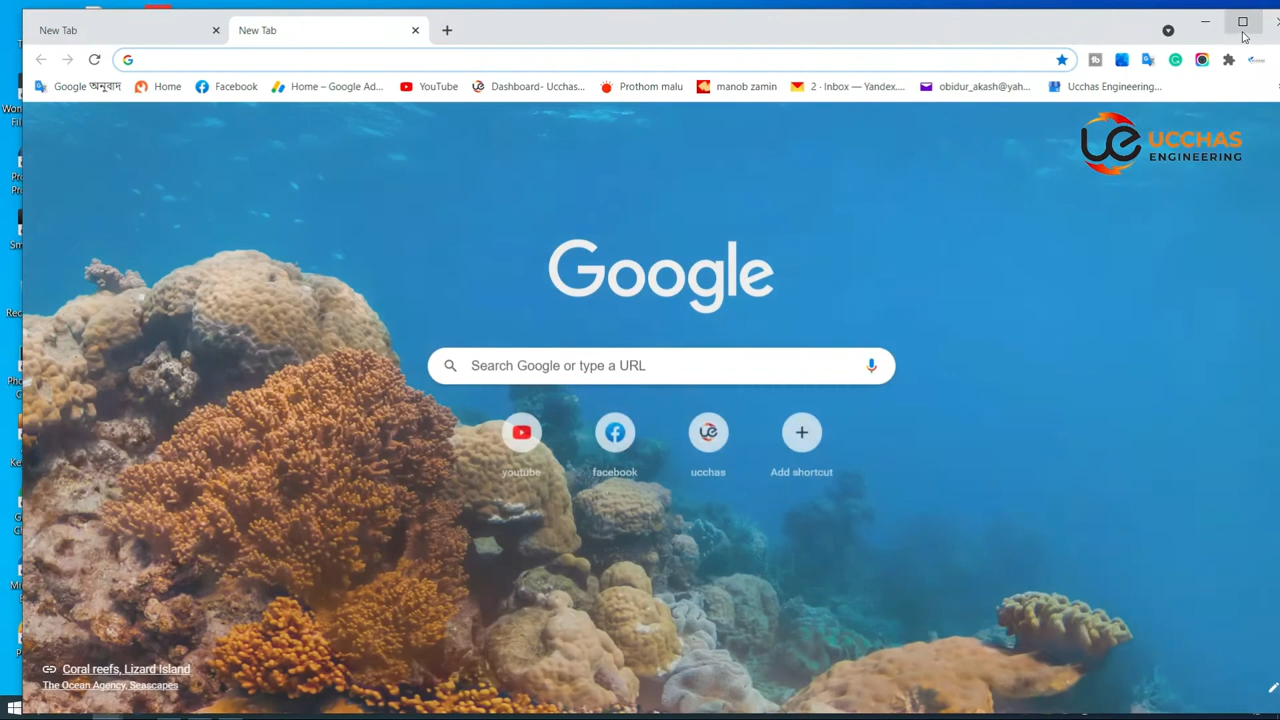 New Tab
New Tab
Google অনুবাদ
Home
Facebook
Home – Google Ad...
YouTube
Dashboard- Ucchas...
Prothom malu
manob zamin
2 · Inbox — Yandex....
obidur_akash@yah...
Ucchas Engineering...
UCCHAS
ENGINEERING
Google
Search Google or type a URL
youtube
facebook
ucchas
Add shortcut
Coral reefs, Lizard Island
The Ocean Agency, Seascapes